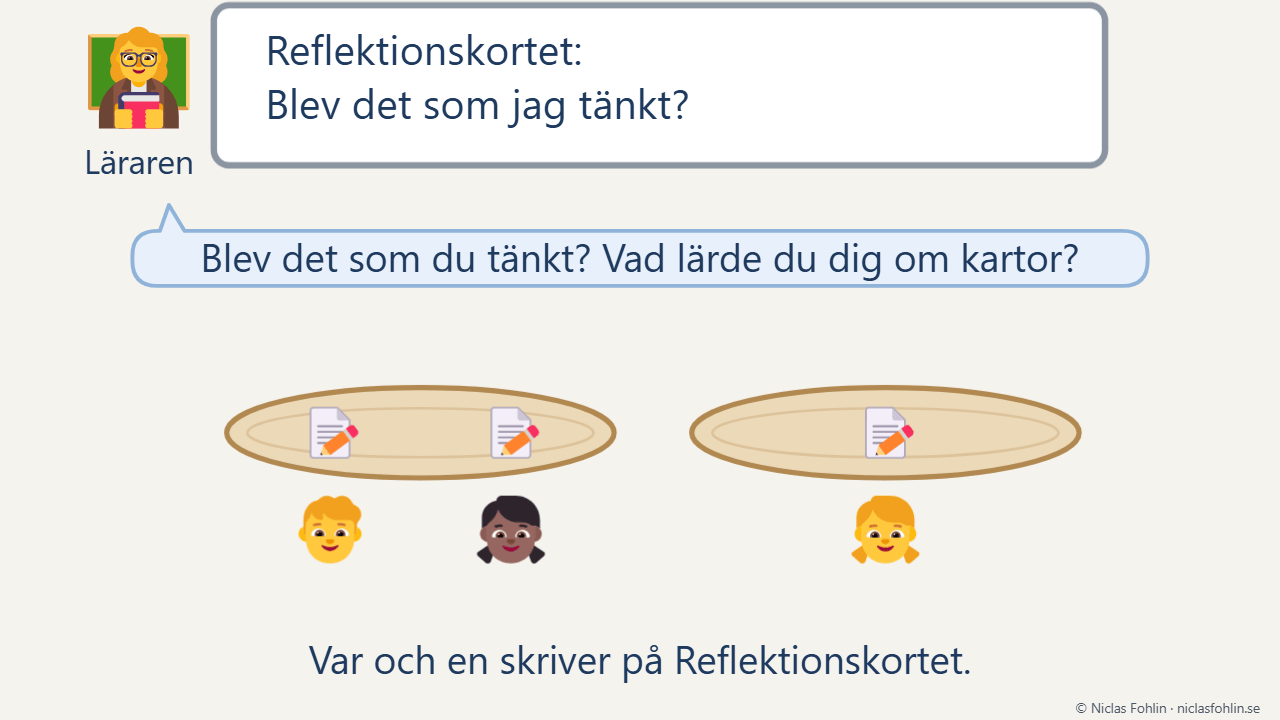 Reflektionskortet:
Blev det som jag tänkt?
Läraren
Blev det som du tänkt? Vad lärde du dig om kartor?
Var och en skriver på Reflektionskortet.
© Niclas Fohlin · niclasfohlin.se